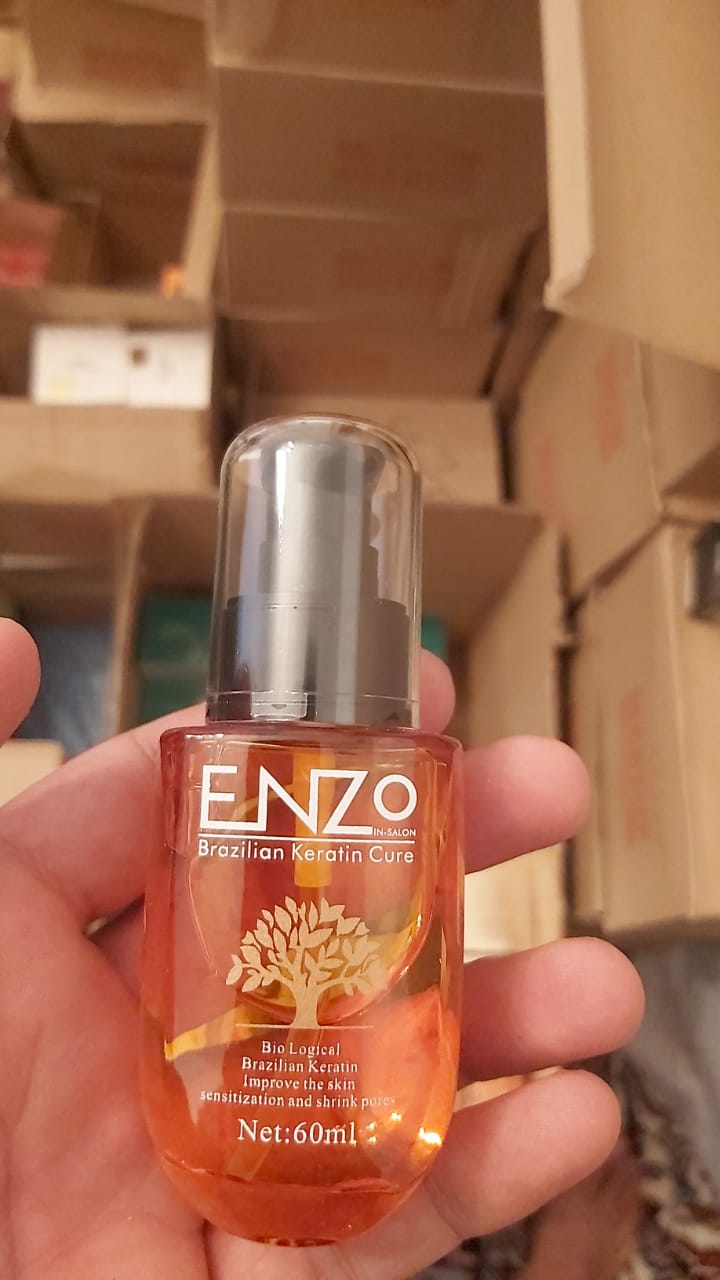 ENZO
IN-SALON
Brazilian Keratin Cure
Bio Logical
Brazilian Keratin
Improve the skin
sensitization and shrink pores
Net:60ml